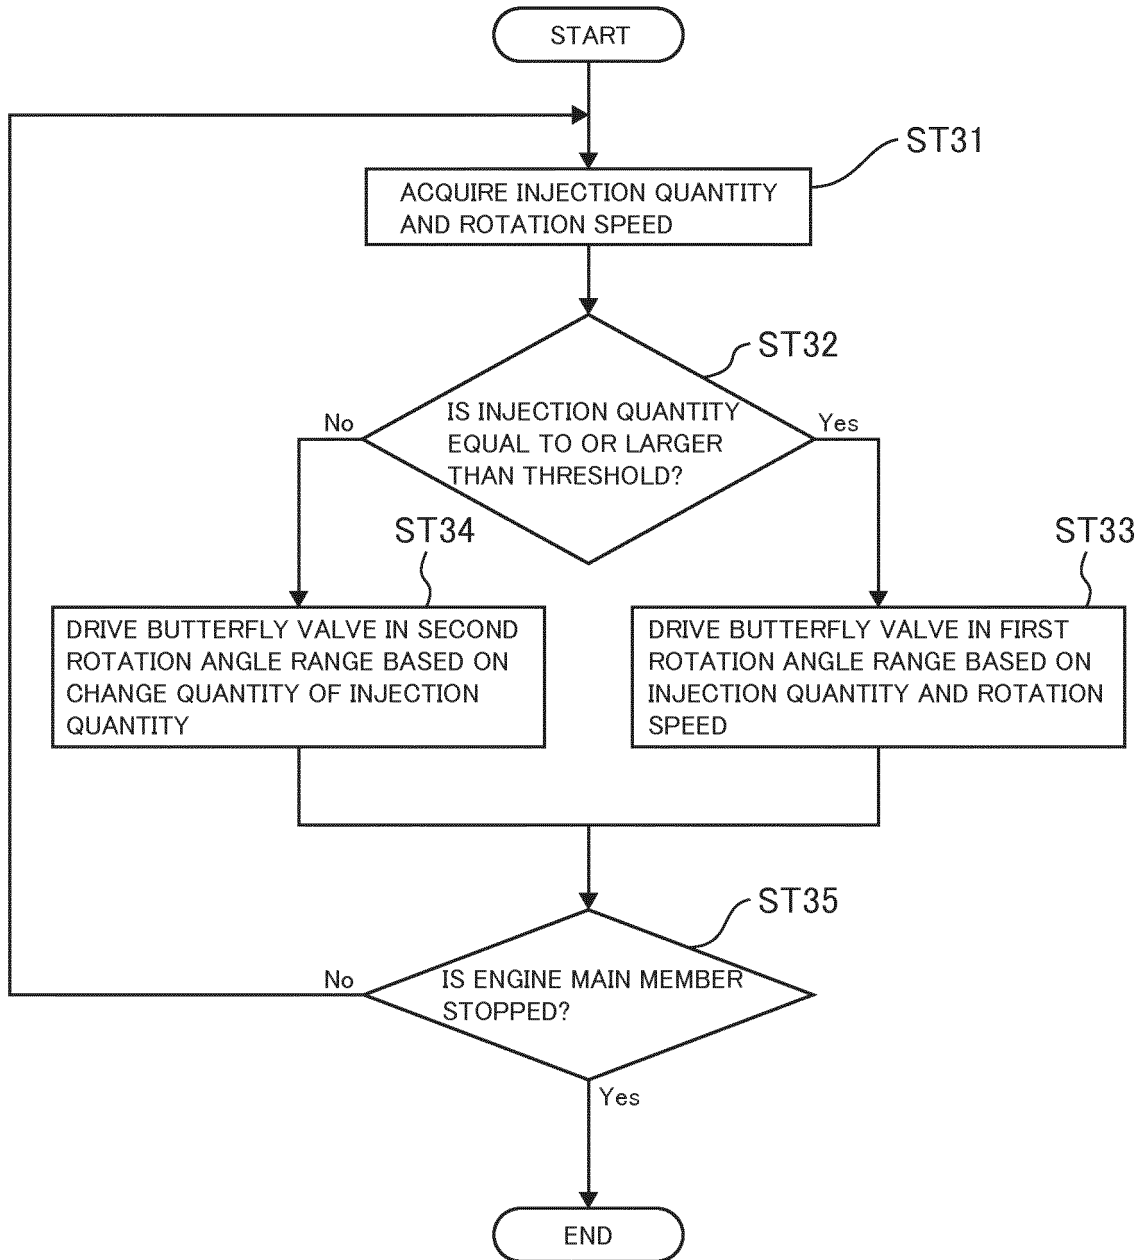 START
ST31
ACQUIRE INJECTION QUANTITY
AND ROTATION SPEED
ST32
IS INJECTION QUANTITY
EQUAL TO OR LARGER
THAN THRESHOLD?
No
Yes
ST34
ST33
DRIVE BUTTERFLY VALVE IN SECOND
ROTATION ANGLE RANGE BASED ON
CHANGE QUANTITY OF INJECTION
QUANTITY
DRIVE BUTTERFLY VALVE IN FIRST
ROTATION ANGLE RANGE BASED ON
INJECTION QUANTITY AND ROTATION
SPEED
ST35
No
IS ENGINE MAIN MEMBER
STOPPED?
Yes
END